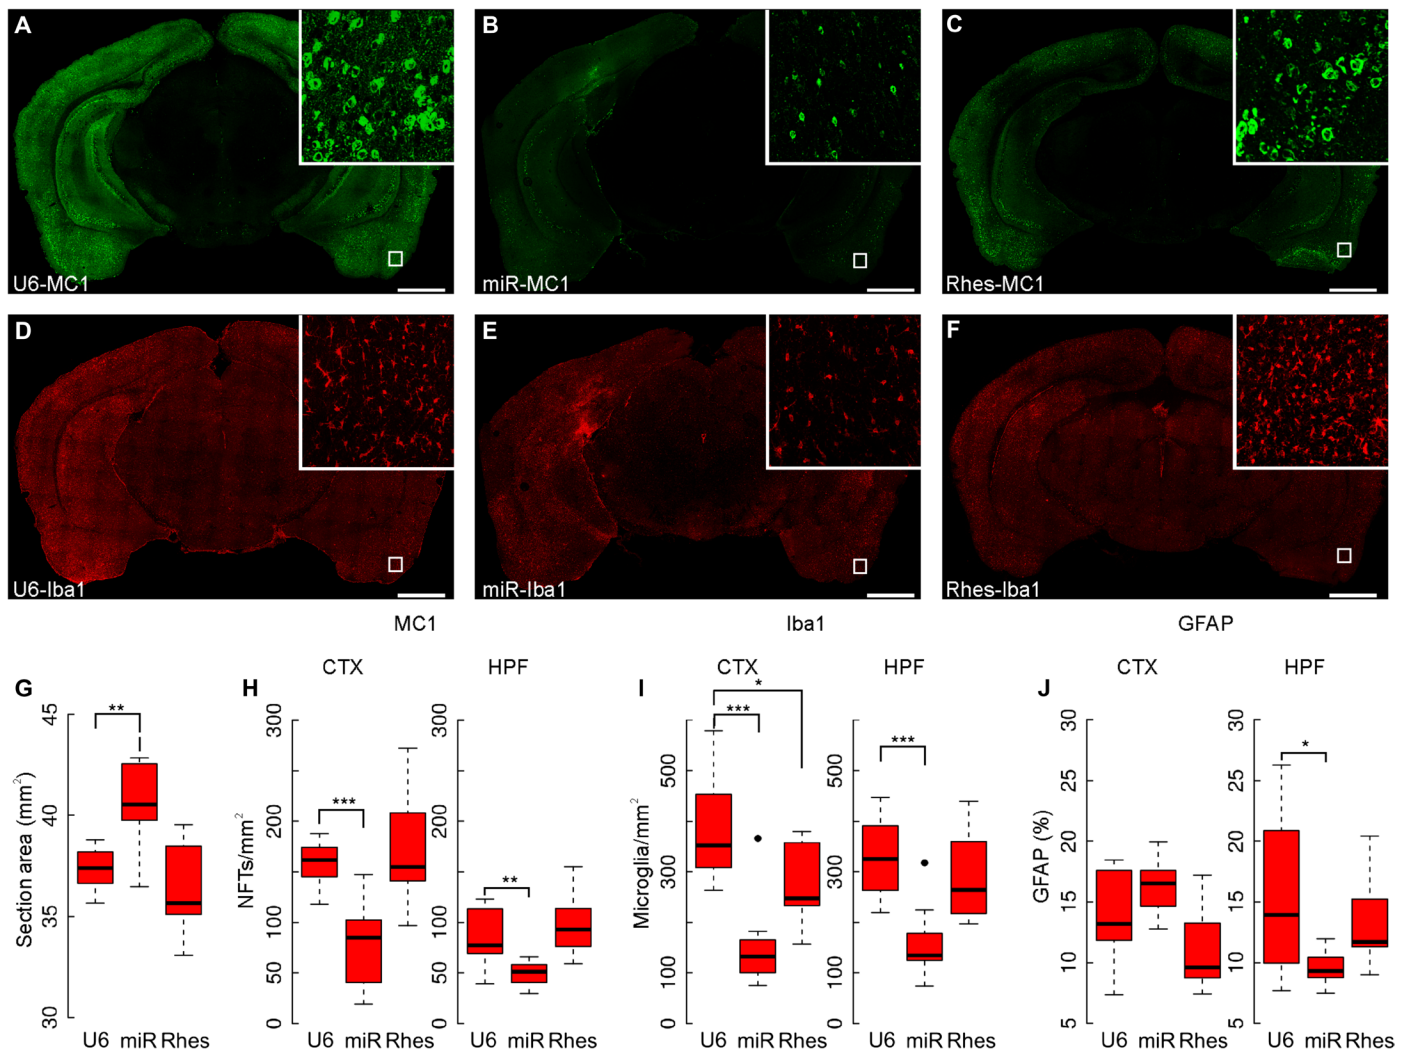 A
B
C
U6-MC1
miR-MC1
Rhes-MC1
D
E
F
U6-Iba1
miR-Iba1
Rhes-Iba1
MC1
Iba1
GFAP
CTX
HPF
CTX
HPF
CTX
HPF
G
H
I
J
Section area (mm²)
45
40
35
30
**
U6 miR Rhes
NFTs/mm²
300
200
100
50
0
***
U6 miR Rhes
300
200
100
50
0
**
U6 miR Rhes
Microglia/mm²
500
300
100
0
***
*
U6 miR Rhes
500
300
100
0
***
U6 miR Rhes
GFAP (%)
30
25
20
15
10
5
U6 miR Rhes
30
25
20
15
10
5
*
U6 miR Rhes